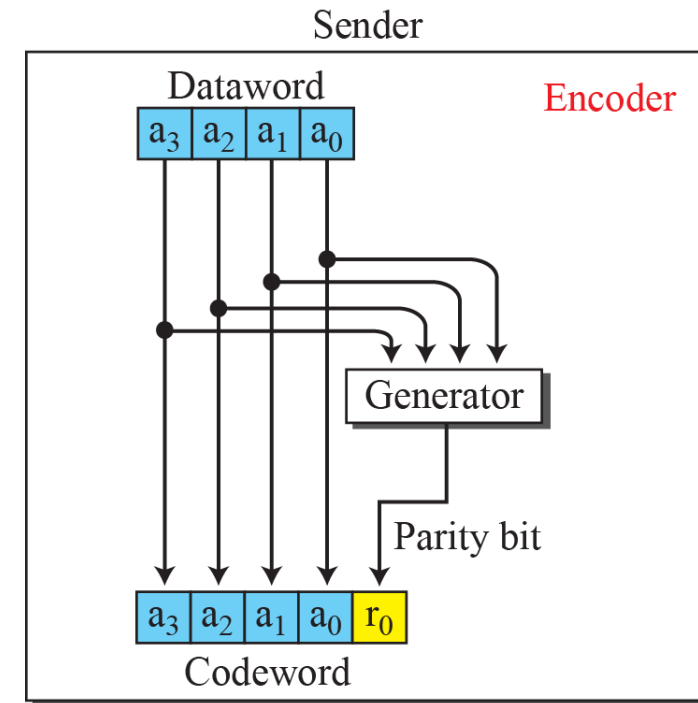 Sender
Dataword
Encoder
a3 a2 a1 a0
Generator
Parity bit
a3 a2 a1 a0 r0
Codeword